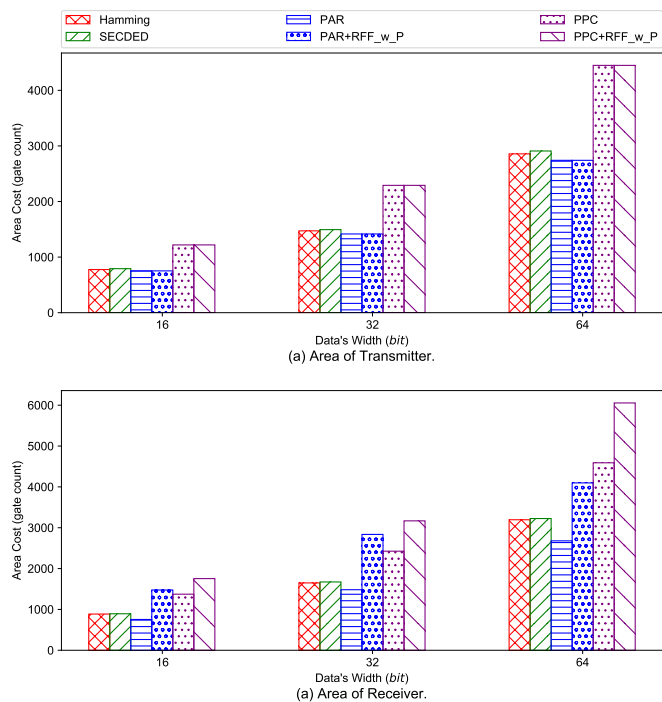 Hamming PAR PPC
SECDED PAR+RFF_w_P PPC+RFF_w_P
4000
3000
2000
1000
0
Area Cost (gate count)
16 32 64
Data's Width (bit)
(a) Area of Transmitter.
6000
5000
4000
3000
2000
1000
0
Area Cost (gate count)
16 32 64
Data's Width (bit)
(a) Area of Receiver.